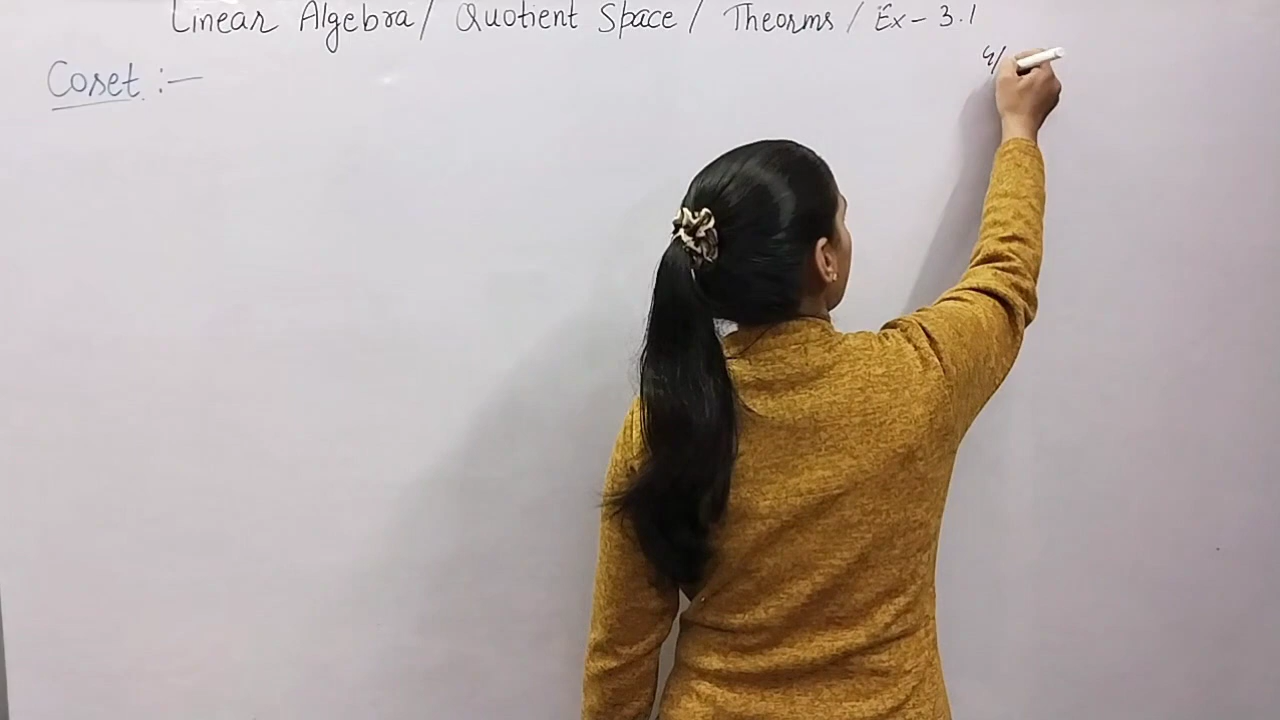 Linear Algebra / Quotient Space / Theorms / Ex - 3.1
Coset :-